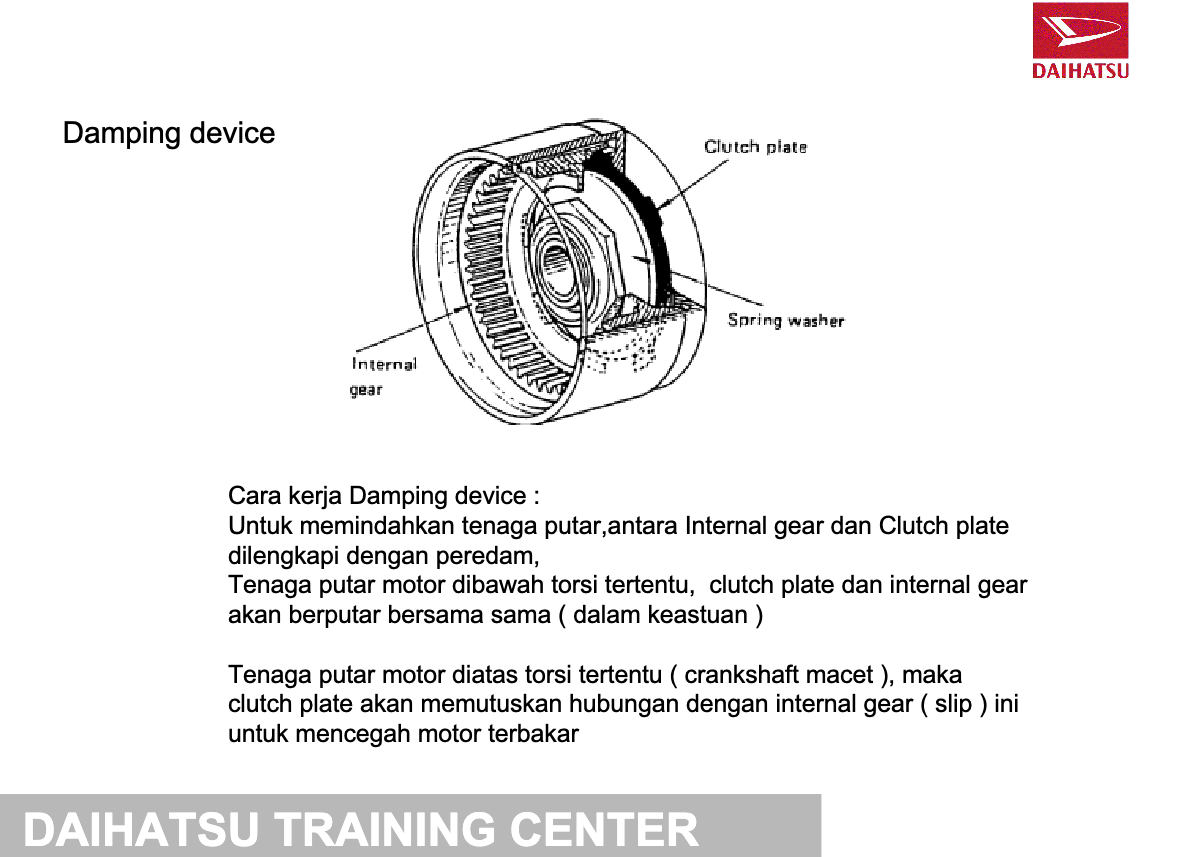 DAIHATSU
Damping device
Clutch plate
Spring washer
Internal
gear
Cara kerja Damping device :
Untuk memindahkan tenaga putar,antara Internal gear dan Clutch plate
dilengkapi dengan peredam,
Tenaga putar motor dibawah torsi tertentu,  clutch plate dan internal gear
akan berputar bersama sama ( dalam keastuan )
Tenaga putar motor diatas torsi tertentu ( crankshaft macet ), maka
clutch plate akan memutuskan hubungan dengan internal gear ( slip ) ini
untuk mencegah motor terbakar
DAIHATSU TRAINING CENTER